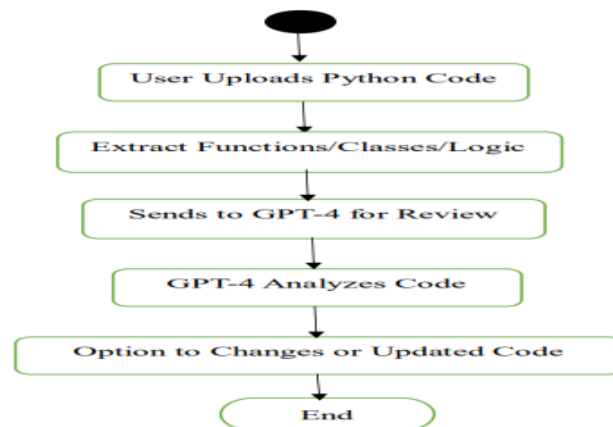 User Uploads Python Code
Extract Functions/Classes/Logic
Sends to GPT-4 for Review
GPT-4 Analyzes Code
Option to Changes or Updated Code
End